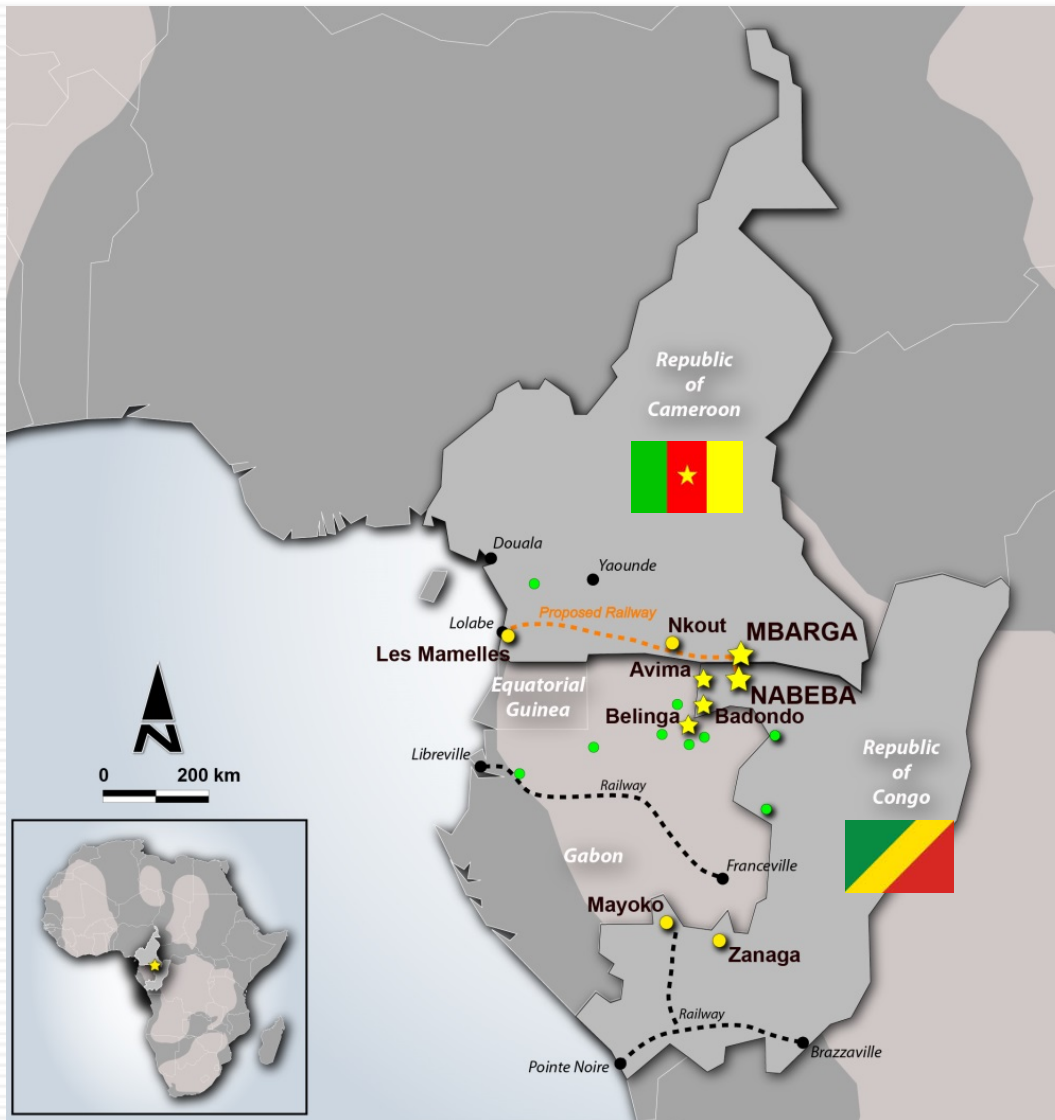 Republic
of
Cameroon
Douala
Yaounde
Proposed Railway
Lolabe
Nkout
MBARGA
Les Mamelles
Avima
Equatorial
Guinea
NABEBA
Belinga
Badondo
Libreville
Republic
of
Congo
0 200 km
Railway
Gabon
Franceville
Mayoko
Zanaga
Railway
Brazzaville
Pointe Noire
N